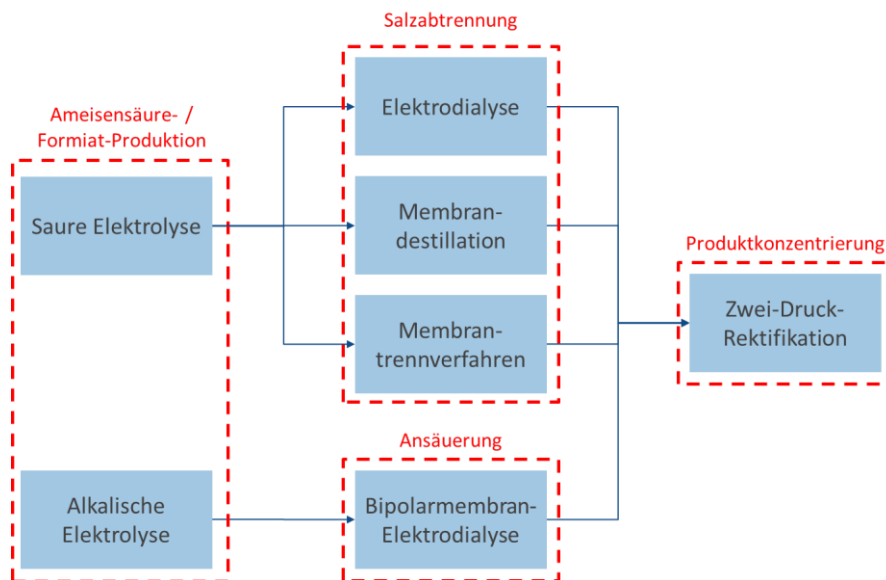 Salzabtrennung
Elektrodialyse
Ameisensäure- /
Formiat-Produktion
Saure Elektrolyse
Membran-
destillation
Produktkonzentrierung
Zwei-Druck-
Rektifikation
Membran-
trennverfahren
Ansäuerung
Alkalische
Elektrolyse
Bipolarmembran-
Elektrodialyse